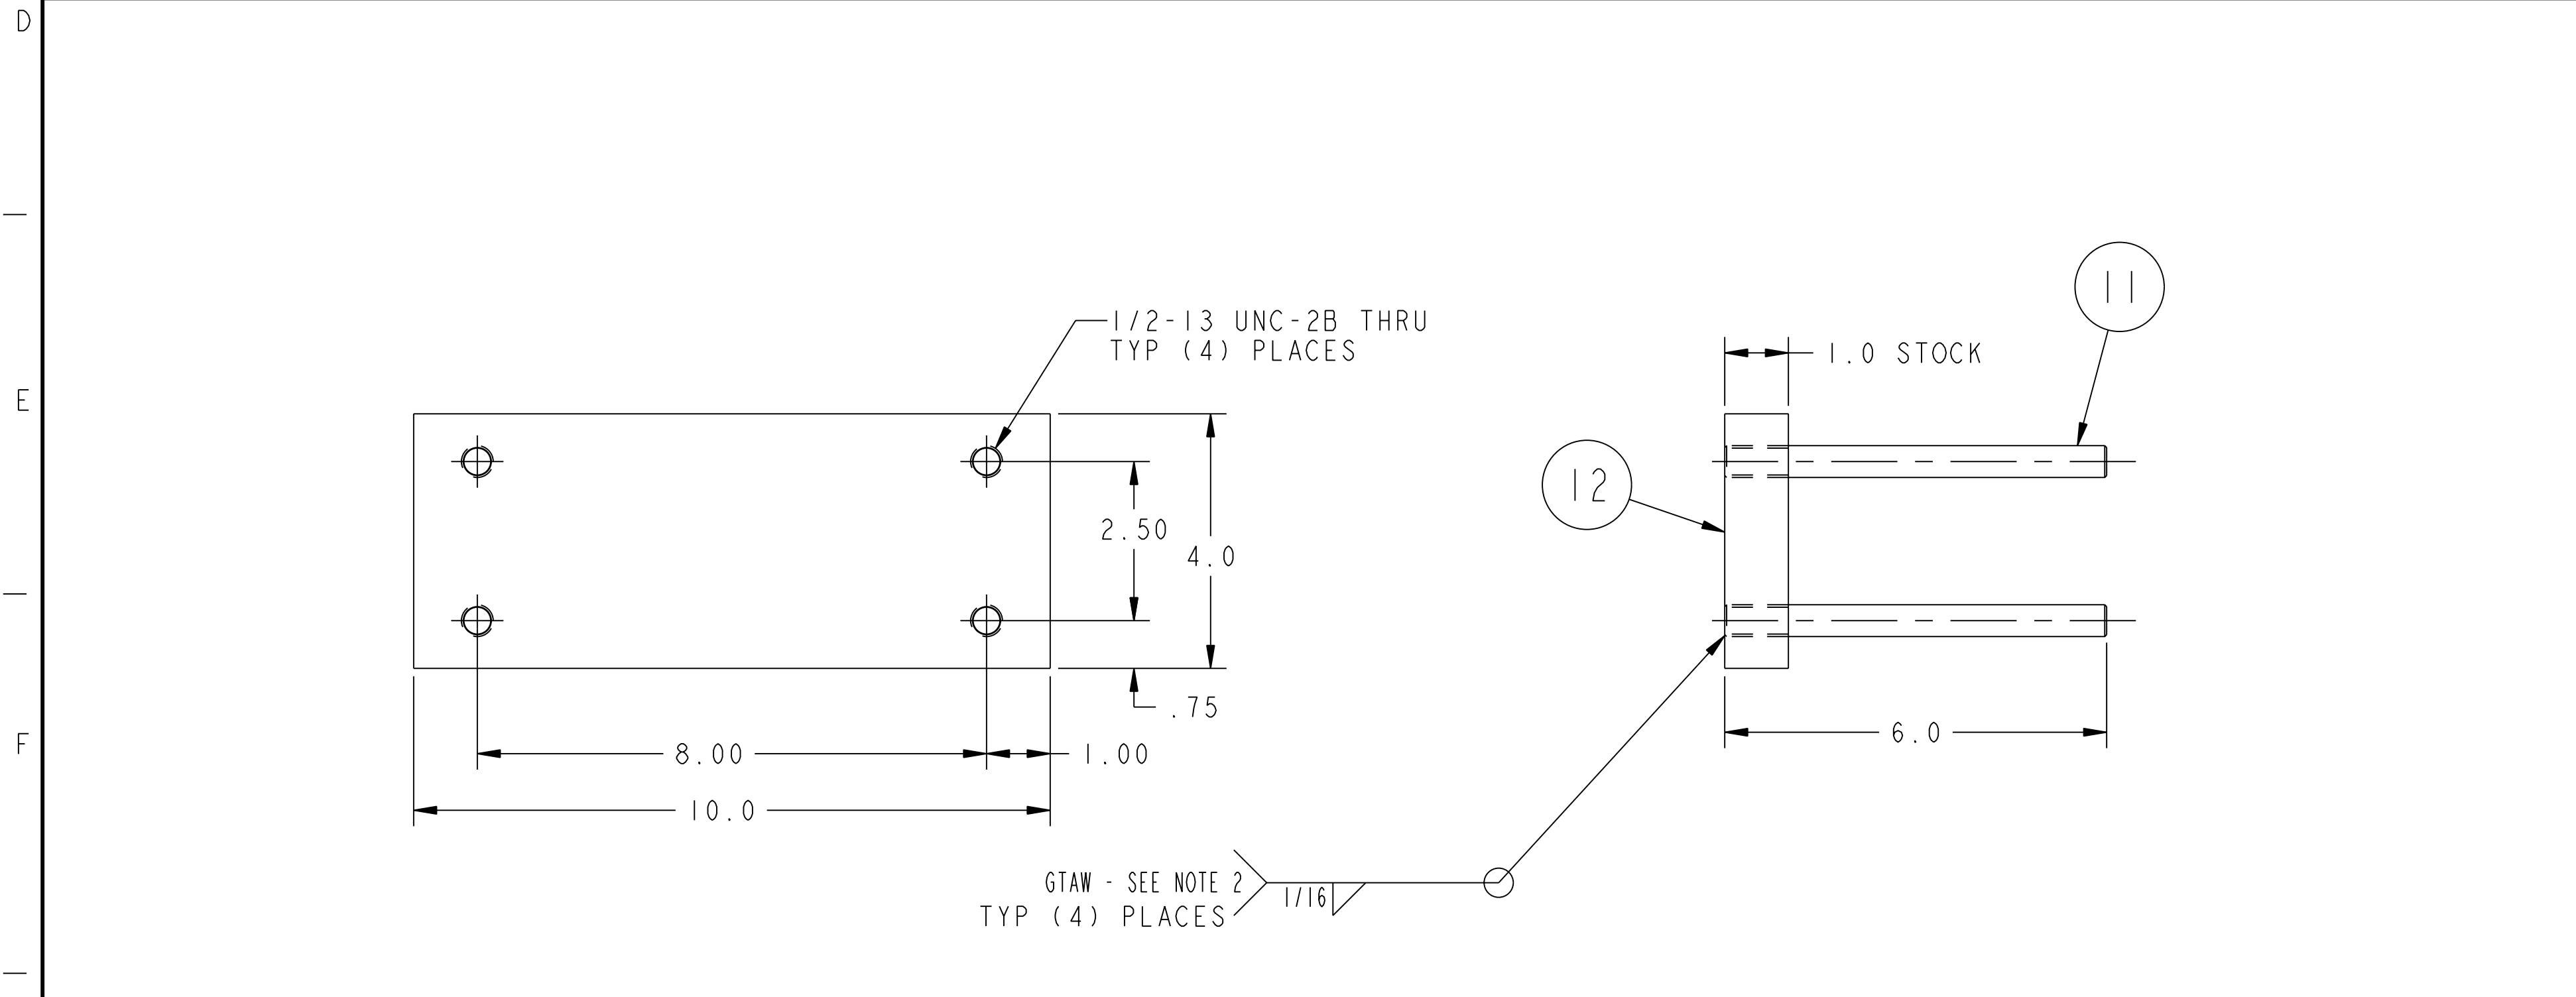 D
E
F
1/2-13 UNC-2B THRU
TYP (4) PLACES
2.50
4.0
.75
8.00
1.00
10.0
11
1.0 STOCK
12
6.0
GTAW - SEE NOTE 2
1/16
TYP (4) PLACES